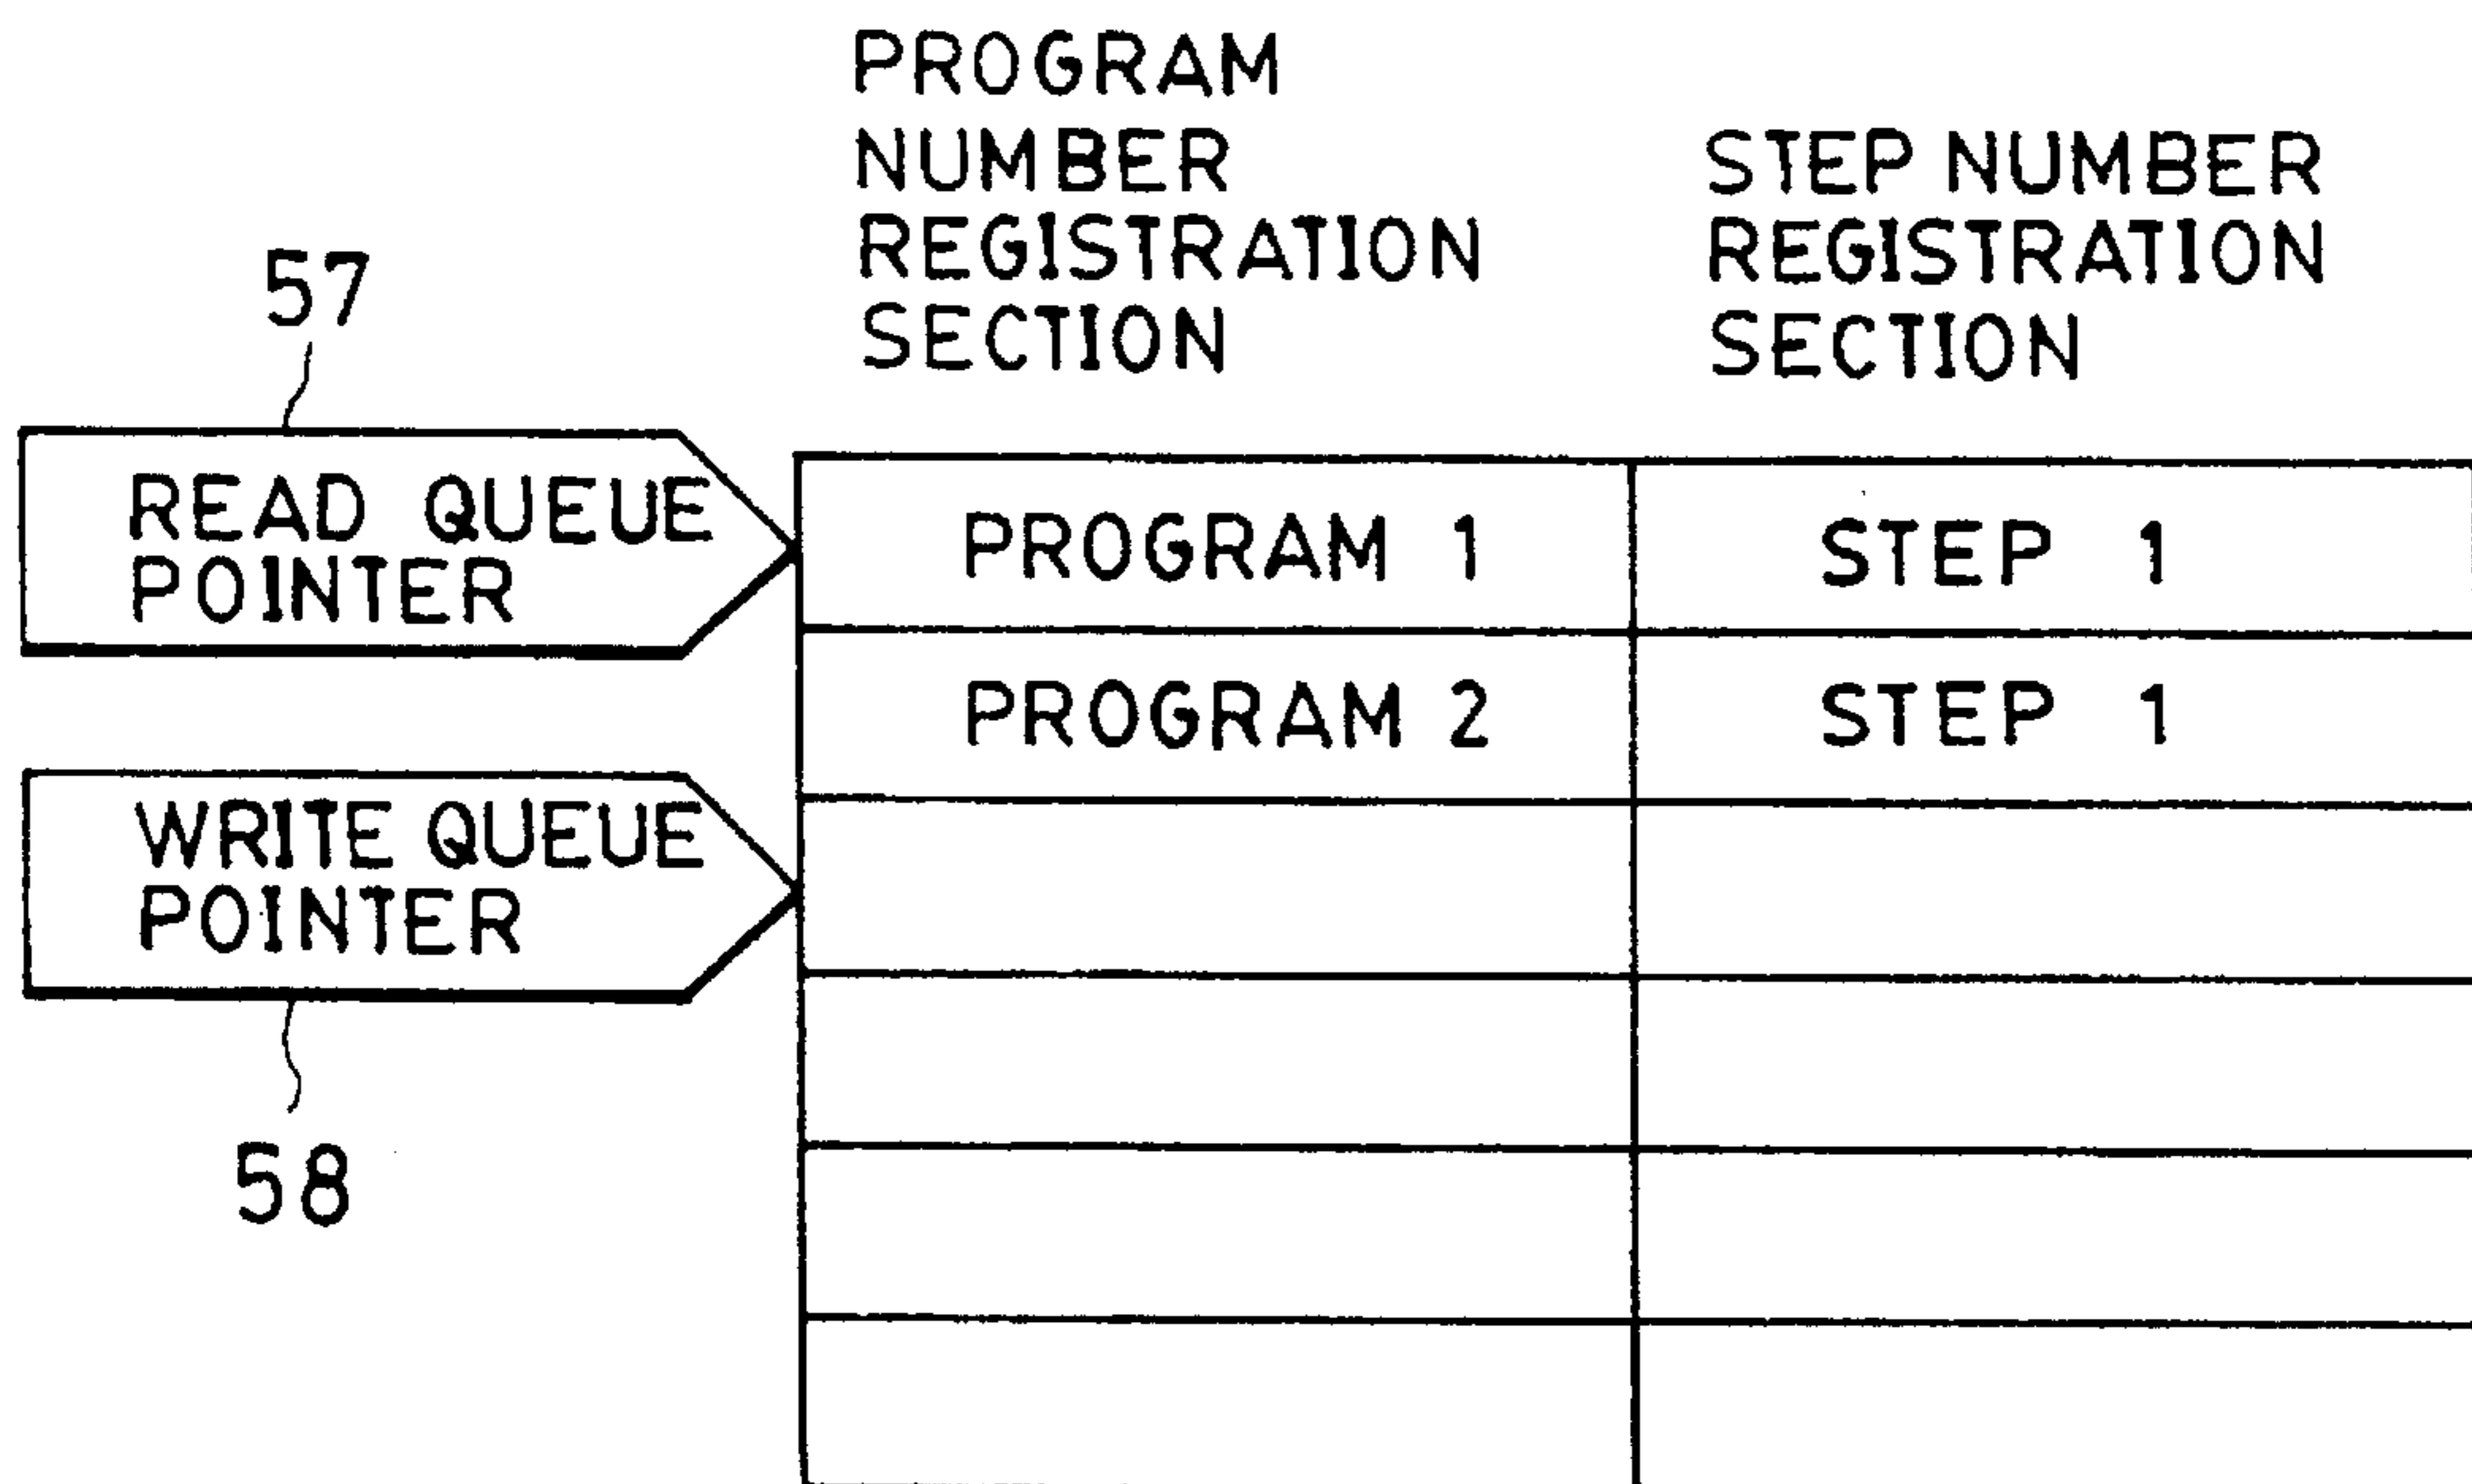 PROGRAM
NUMBER
REGISTRATION
SECTION
STEP NUMBER
REGISTRATION
SECTION
57
READ QUEUE
POINTER
PROGRAM 1
STEP 1
PROGRAM 2
STEP 1
WRITE QUEUE
POINTER
58